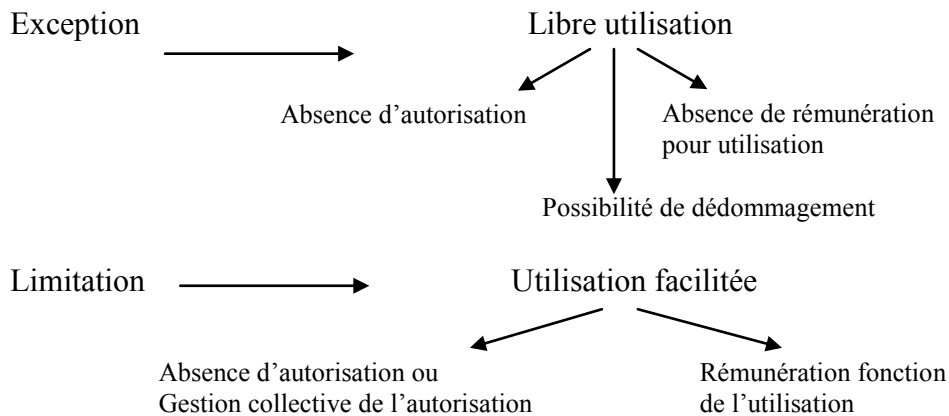 Exception
Libre utilisation
Absence d’autorisation
Absence de rémunération
pour utilisation
Possibilité de dédommagement
Limitation
Utilisation facilitée
Absence d’autorisation ou
Gestion collective de l’autorisation
Rémunération fonction
de l’utilisation